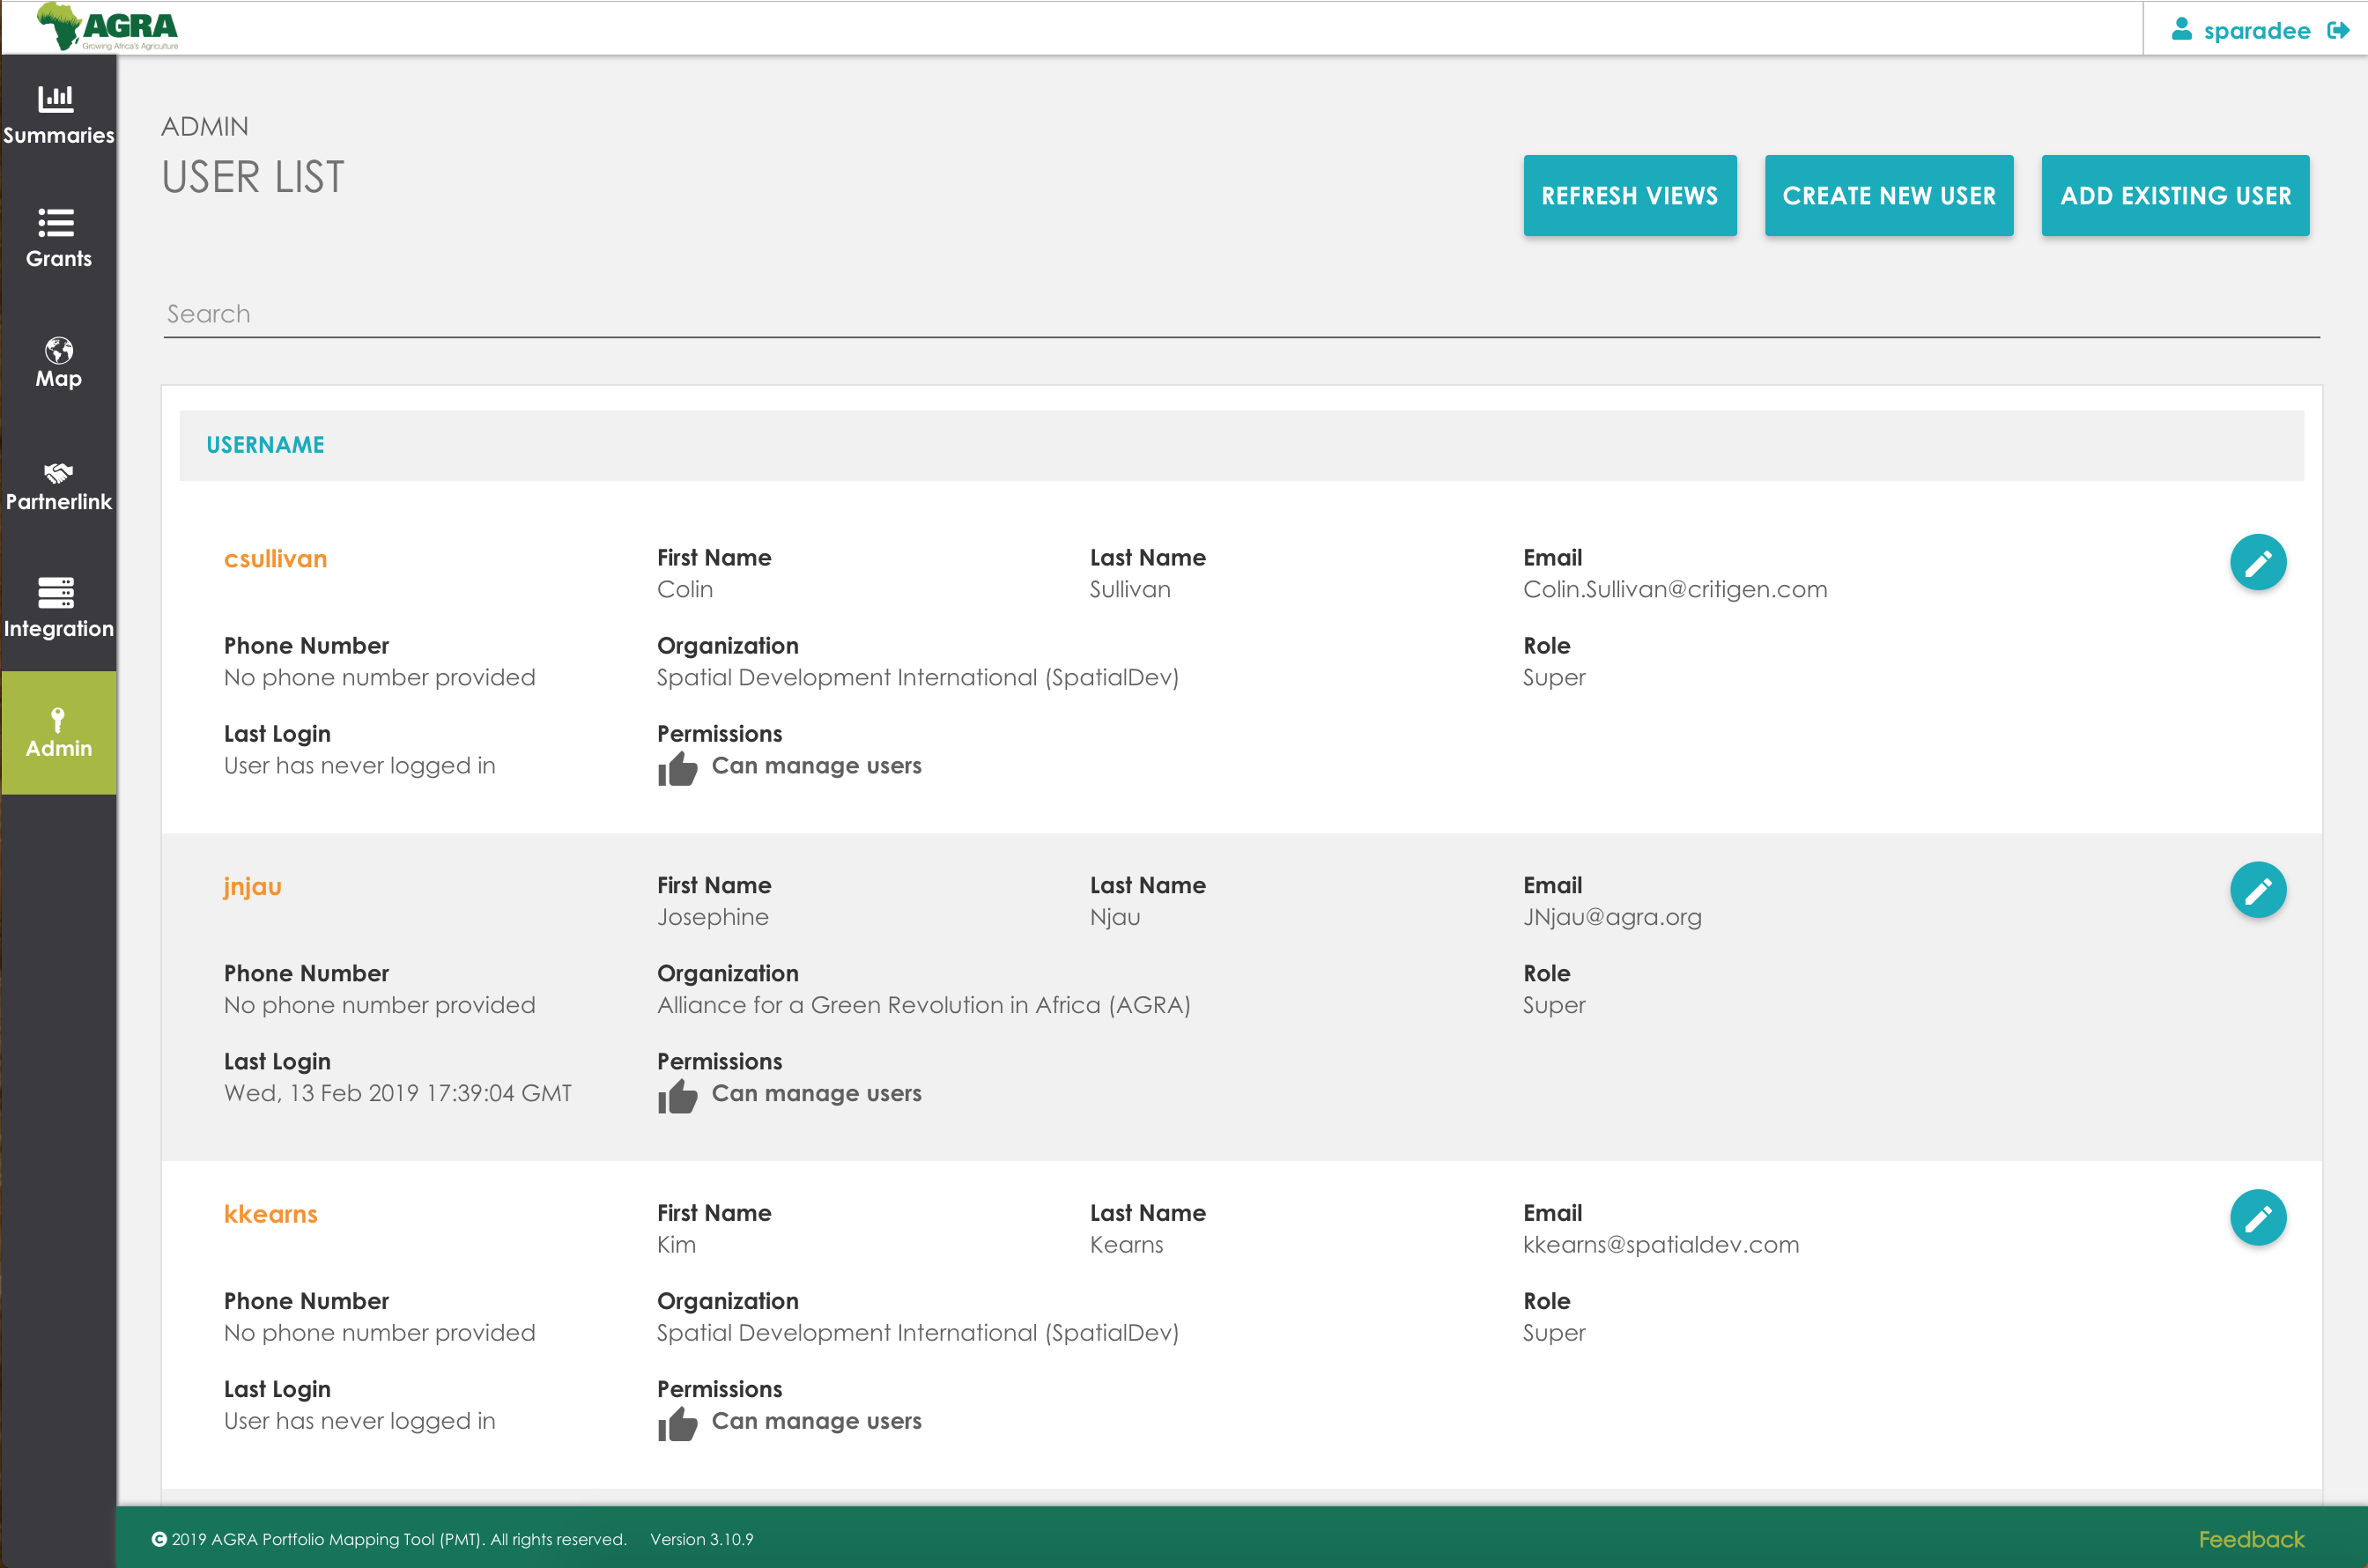 AGRA
Growing Africa's Agriculture
sparadee
Summaries
Grants
Map
Partnerlink
Integration
Admin
ADMIN
USER LIST
REFRESH VIEWS
CREATE NEW USER
ADD EXISTING USER
Search
USERNAME
csullivan
First Name
Colin
Last Name
Sullivan
Email
Colin.Sullivan@critigen.com
Phone Number
No phone number provided
Organization
Spatial Development International (SpatialDev)
Role
Super
Last Login
User has never logged in
Permissions
Can manage users
jnjau
First Name
Josephine
Last Name
Njau
Email
JNjau@agra.org
Phone Number
No phone number provided
Organization
Alliance for a Green Revolution in Africa (AGRA)
Role
Super
Last Login
Wed, 13 Feb 2019 17:39:04 GMT
Permissions
Can manage users
kkearns
First Name
Kim
Last Name
Kearns
Email
kkearns@spatialdev.com
Phone Number
No phone number provided
Organization
Spatial Development International (SpatialDev)
Role
Super
Last Login
User has never logged in
Permissions
Can manage users
© 2019 AGRA Portfolio Mapping Tool (PMT). All rights reserved. Version 3.10.9
Feedback